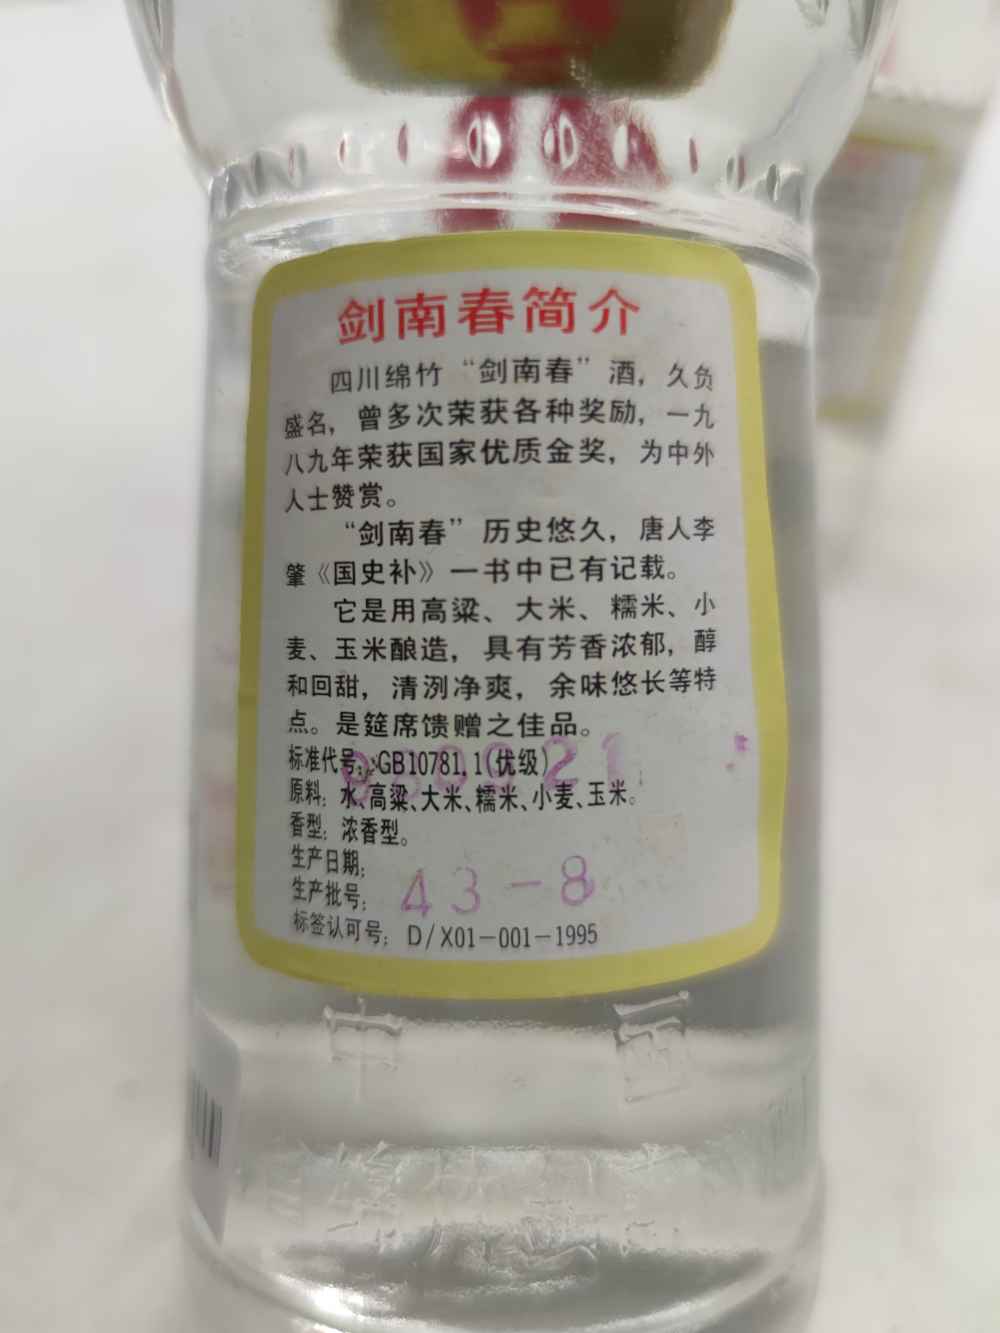 剑南春简介
四川绵竹“剑南春”酒，久负
盛名，曾多次荣获各种奖励，一九
八九年荣获国家优质金奖，为中外
人士赞赏。
“剑南春”历史悠久，唐人李
肇《国史补》一书中已有记载。
它是用高粱、大米、糯米、小
麦、玉米酿造，具有芳香浓郁，醇
和回甜，清洌净爽，余味悠长等特
点。是筵席馈赠之佳品。
标准代号：GB10781.1(优级)
原料：水、高粱、大米、糯米、小麦、玉米。
香型：浓香型。
生产日期：
生产批号：43-8
标签认可号：D/X01-001-1995
中国